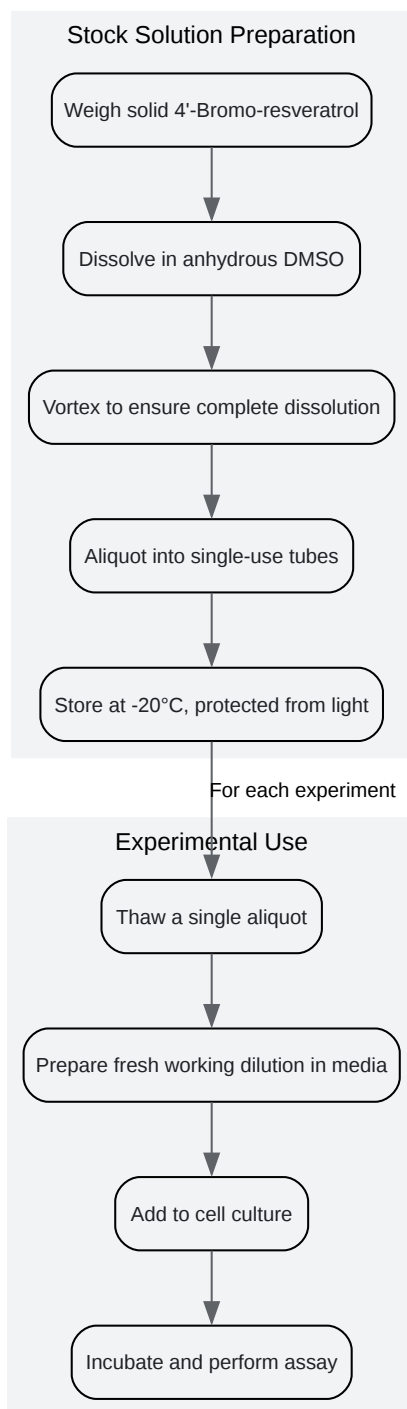 Stock Solution Preparation
Weigh solid 4'-Bromo-resveratrol
Dissolve in anhydrous DMSO
Vortex to ensure complete dissolution
Aliquot into single-use tubes
Store at -20°C, protected from light
For each experiment
Experimental Use
Thaw a single aliquot
Prepare fresh working dilution in media
Add to cell culture
Incubate and perform assay